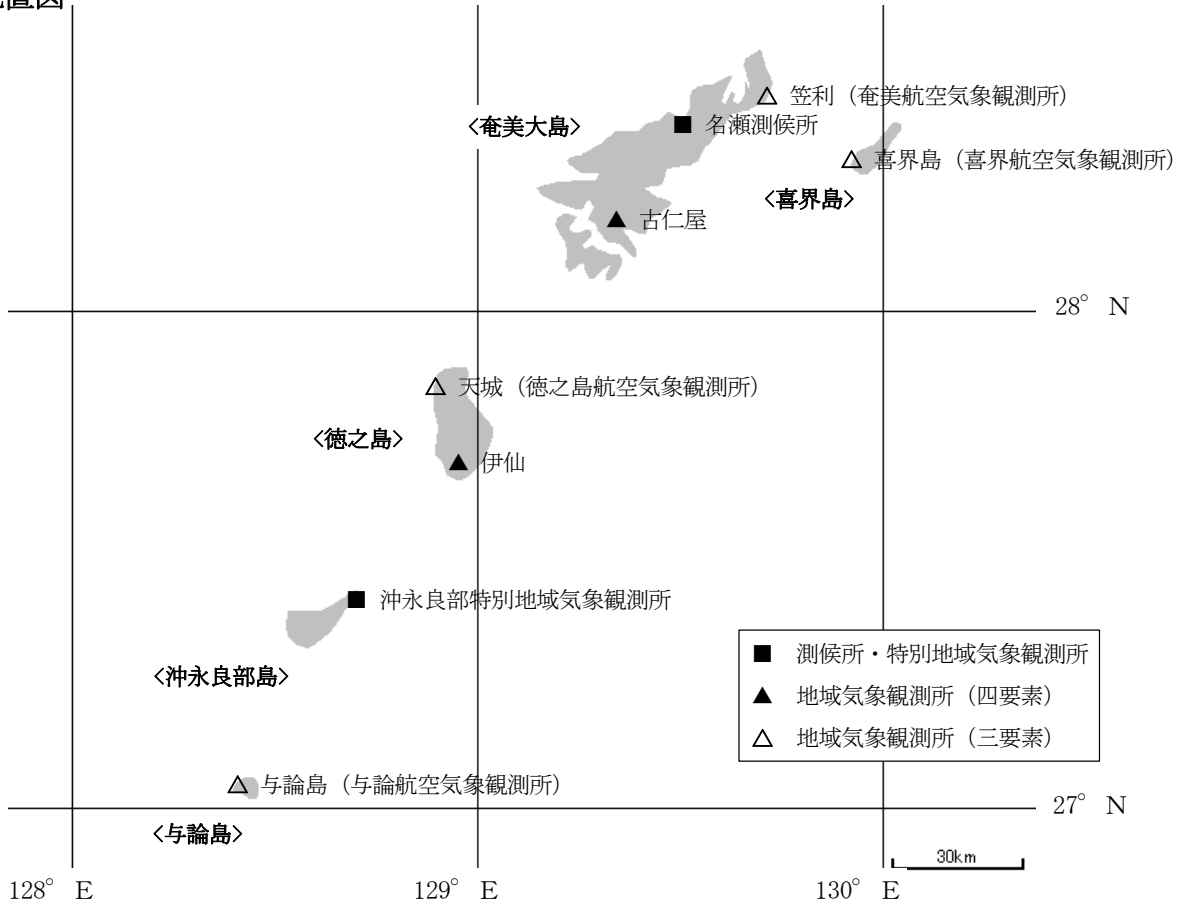 置図
笠利（奄美航空気象観測所）
<奄美大島>
名瀬測候所
喜界島（喜界航空気象観測所）
<喜界島>
古仁屋
28° N
天城（徳之島航空気象観測所）
<徳之島>
伊仙
沖永良部特別地域気象観測所
<沖永良部島>
■ 測候所・特別地域気象観測所
▲ 地域気象観測所（四要素）
△ 地域気象観測所（三要素）
与論島（与論航空気象観測所）
27° N
<与論島>
30km
128° E
129° E
130° E